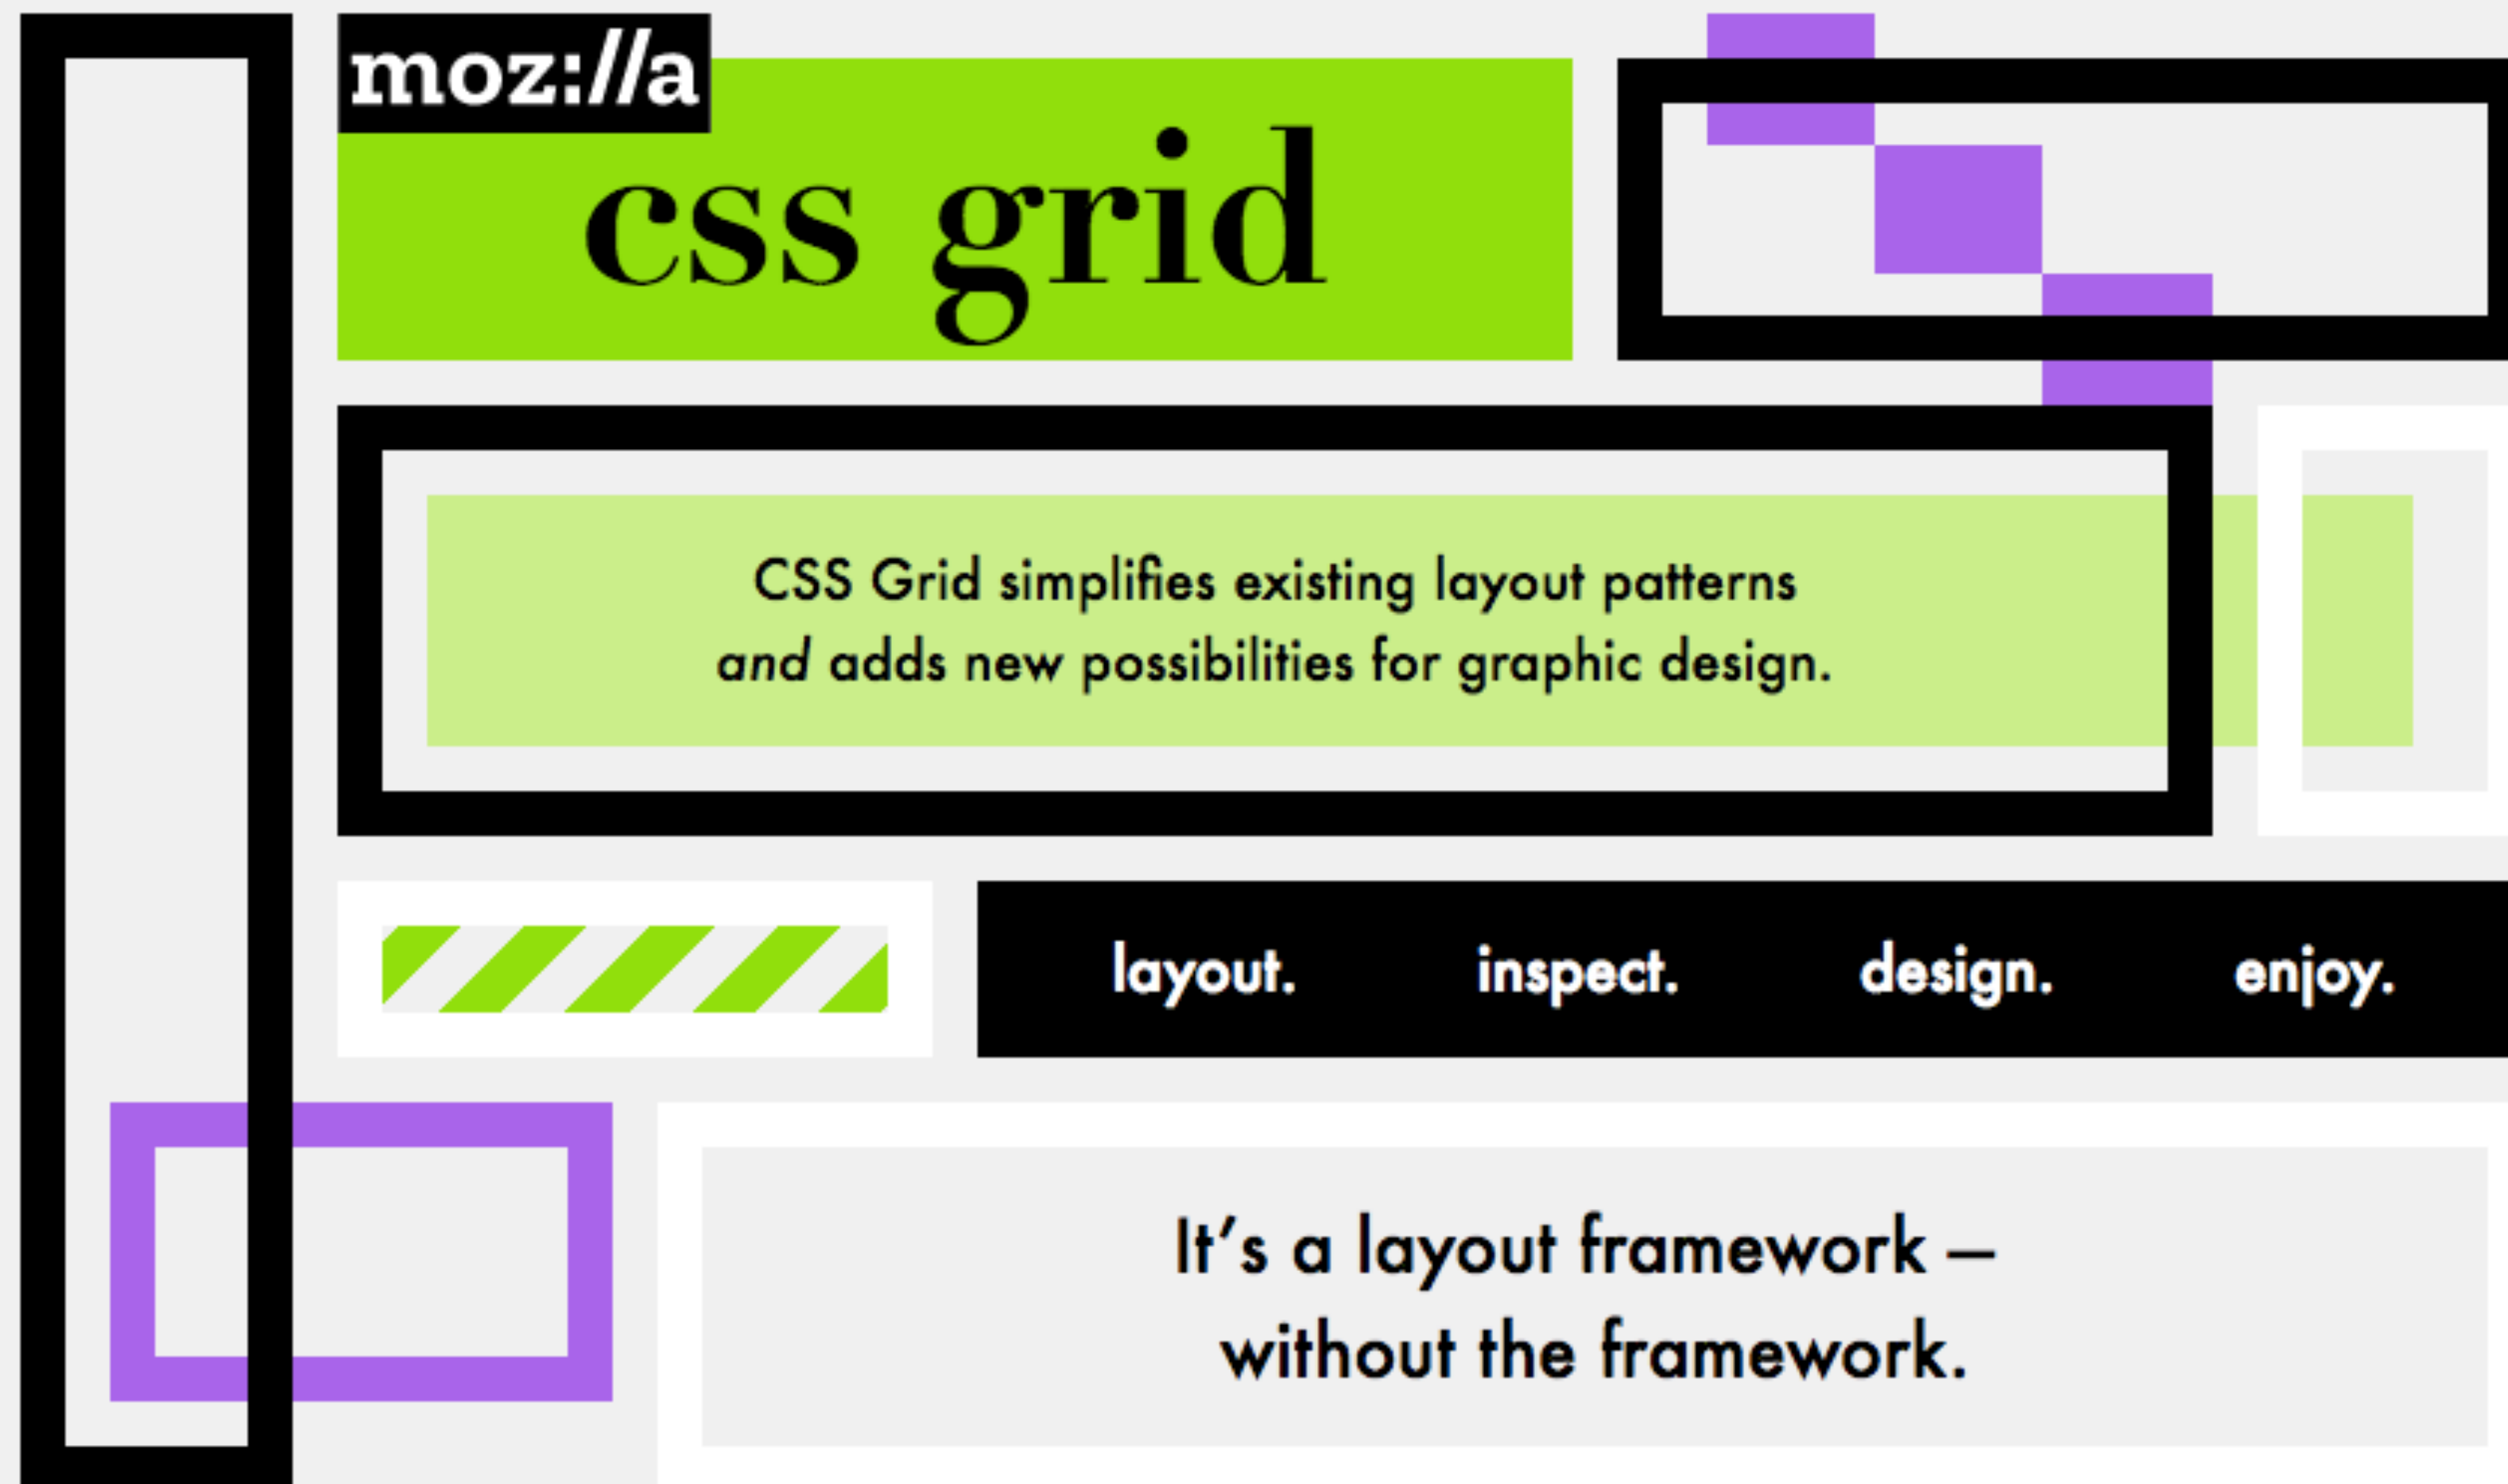 moz://a
css grid
CSS Grid simplifies existing layout patterns
and adds new possibilities for graphic design.
layout. inspect. design. enjoy.
It’s a layout framework —
without the framework.